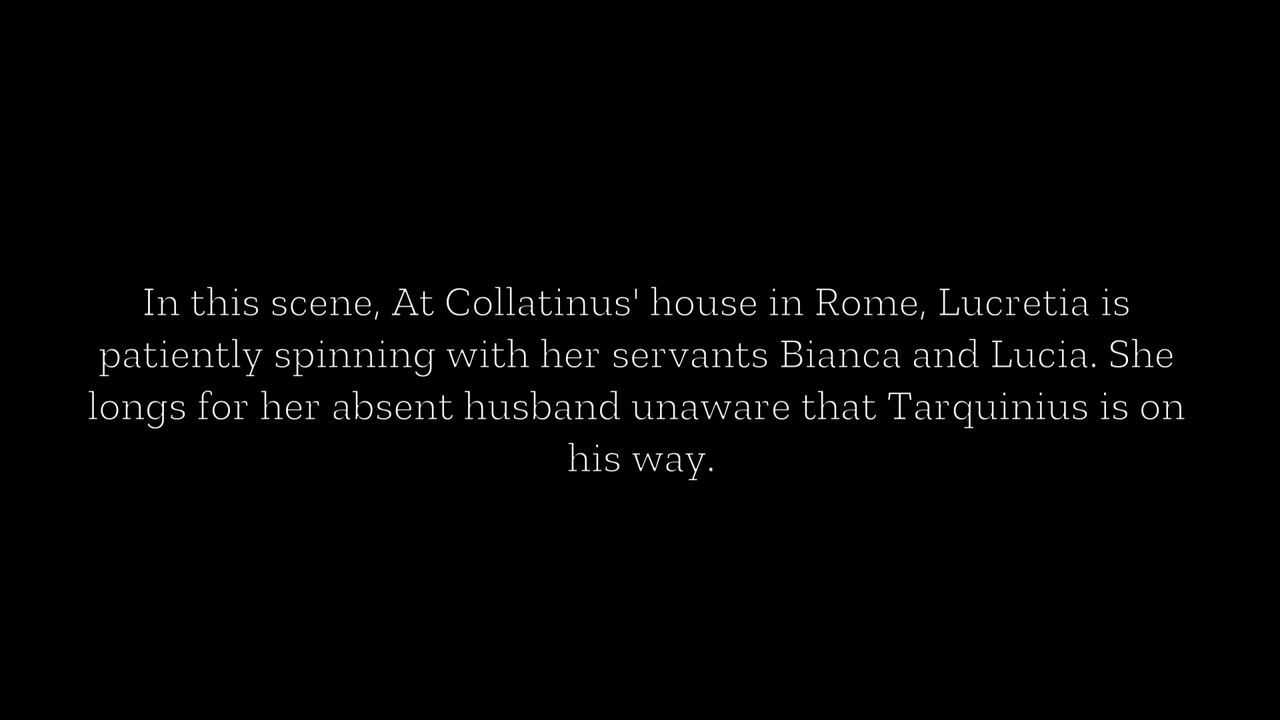 In this scene, At Collatinus' house in Rome, Lucretia is
patiently spinning with her servants Bianca and Lucia. She
longs for her absent husband unaware that Tarquinius is on
his way.